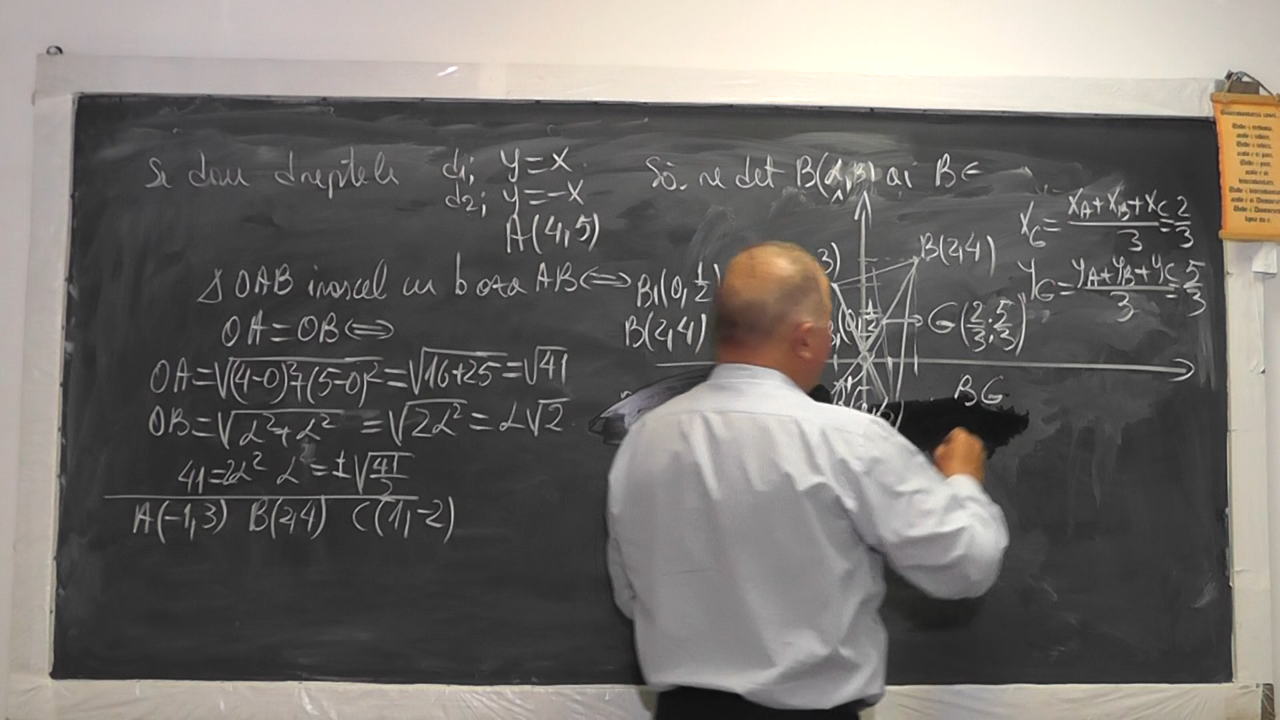 Se dau dreptele d₁; y=x
d₂; y=-x
A(4,5)
Δ OAB isoscel cu baza AB⟺
OA=OB⟺
OA=√((4-0)²+(5-0)²)=√(16+25)=√41
OB=√(α²+α²)=√(2α²)=α√2
41=2α² α=±√(41/2)
A(-1,3) B(2,4) C(1,-2)
Să se det B(α,β) aî B∈
B₁(0,1/2)
B(2,4)
3)
B(2,4)
G(2/3;5/3)
BG
x_G=(x_A+x_B+x_C)/3=2/3
y_G=(y_A+y_B+y_C)/3=5/3